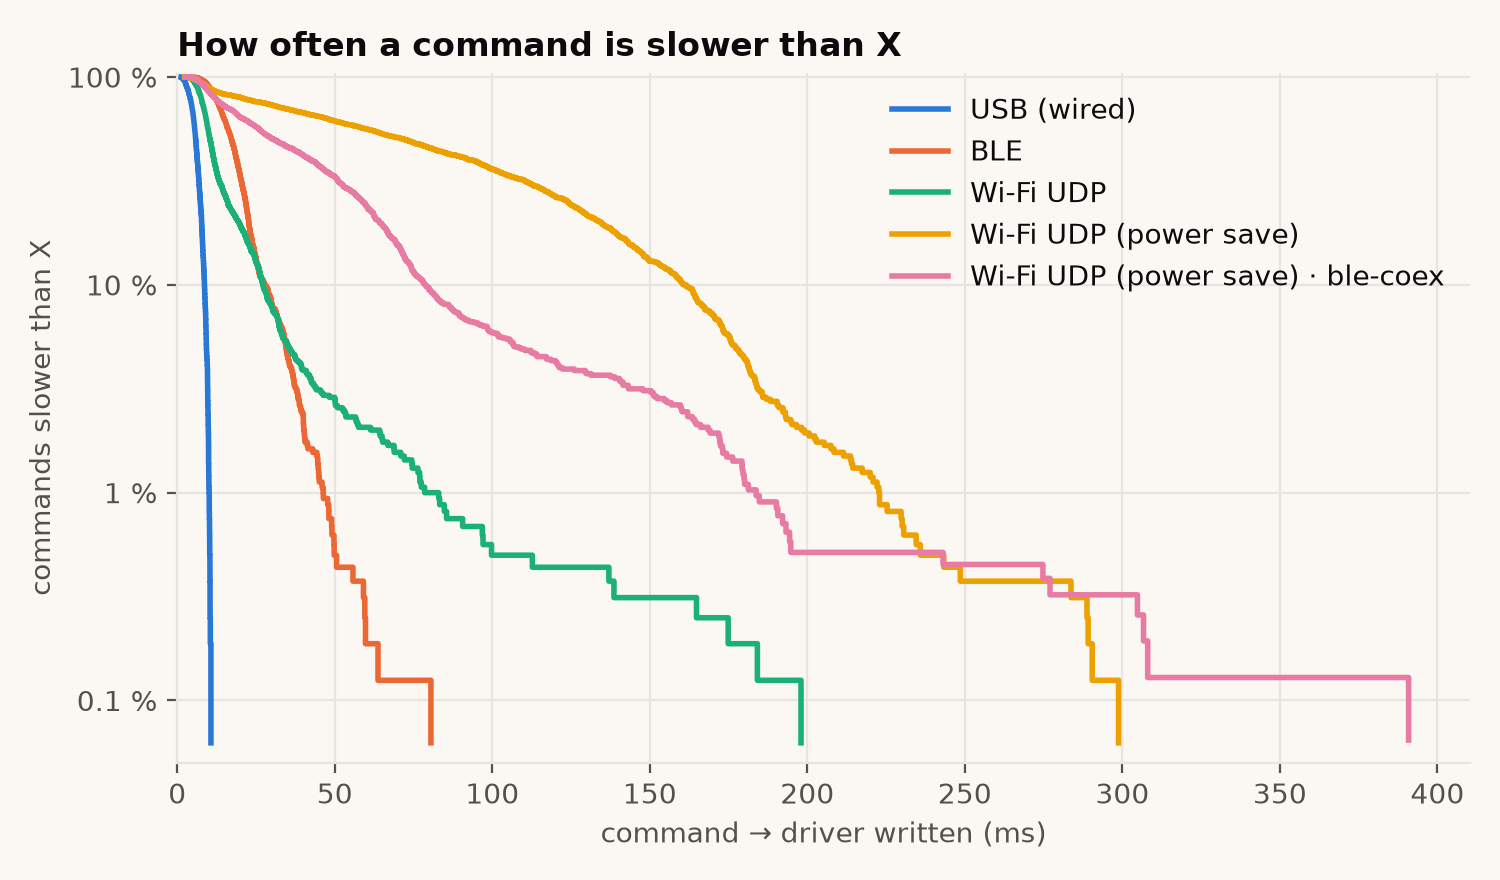 How often a command is slower than X
100 %
10 %
1 %
0.1 %
commands slower than X
USB (wired)
BLE
Wi-Fi UDP
Wi-Fi UDP (power save)
Wi-Fi UDP (power save) · ble-coex
0 50 100 150 200 250 300 350 400
command → driver written (ms)